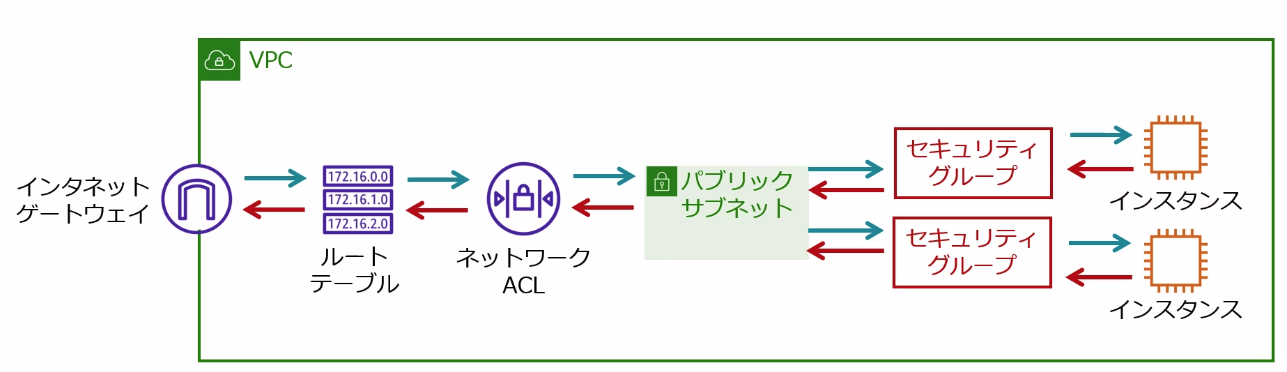 VPC
インタネット
ゲートウェイ
172.16.0.0
172.16.1.0
172.16.2.0
ルート
テーブル
ネットワーク
ACL
パブリック
サブネット
セキュリティ
グループ
インスタンス
セキュリティ
グループ
インスタンス